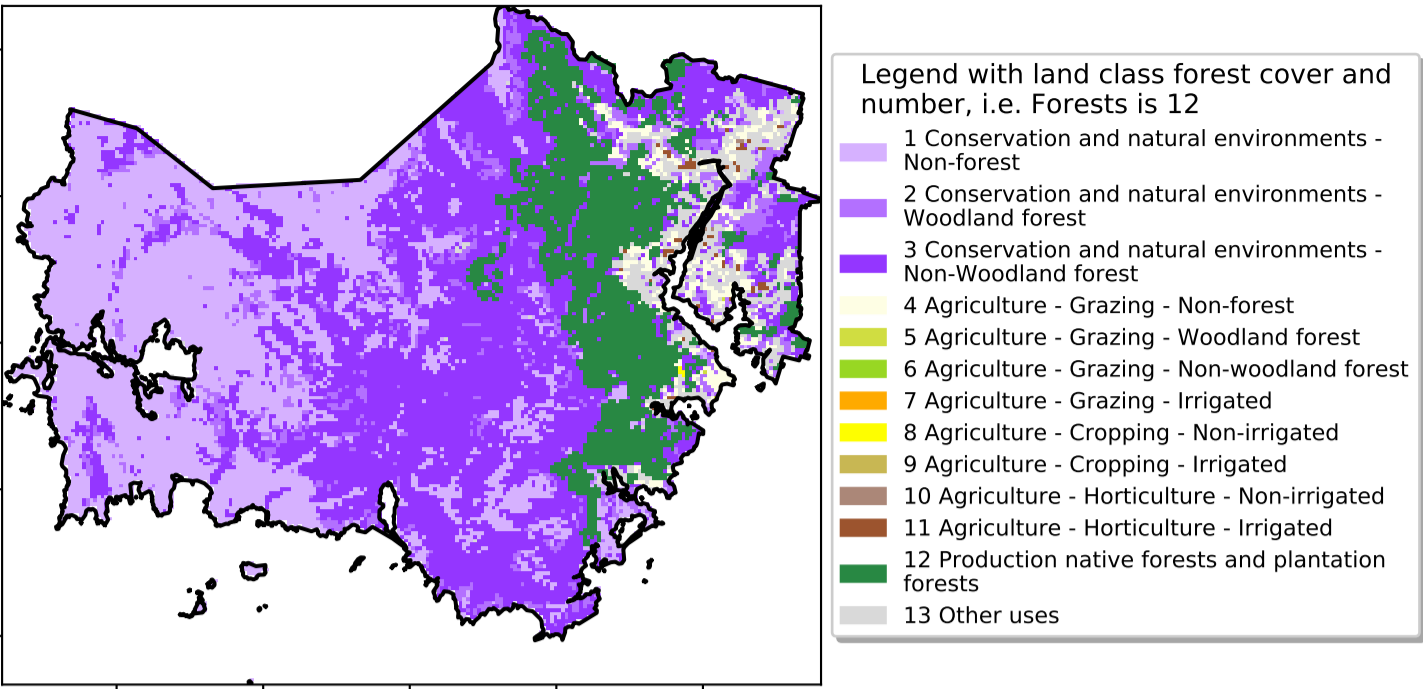 Legend with land class forest cover and
number, i.e. Forests is 12
1 Conservation and natural environments -
Non-forest
2 Conservation and natural environments -
Woodland forest
3 Conservation and natural environments -
Non-Woodland forest
4 Agriculture - Grazing - Non-forest
5 Agriculture - Grazing - Woodland forest
6 Agriculture - Grazing - Non-woodland forest
7 Agriculture - Grazing - Irrigated
8 Agriculture - Cropping - Non-irrigated
9 Agriculture - Cropping - Irrigated
10 Agriculture - Horticulture - Non-irrigated
11 Agriculture - Horticulture - Irrigated
12 Production native forests and plantation
forests
13 Other uses